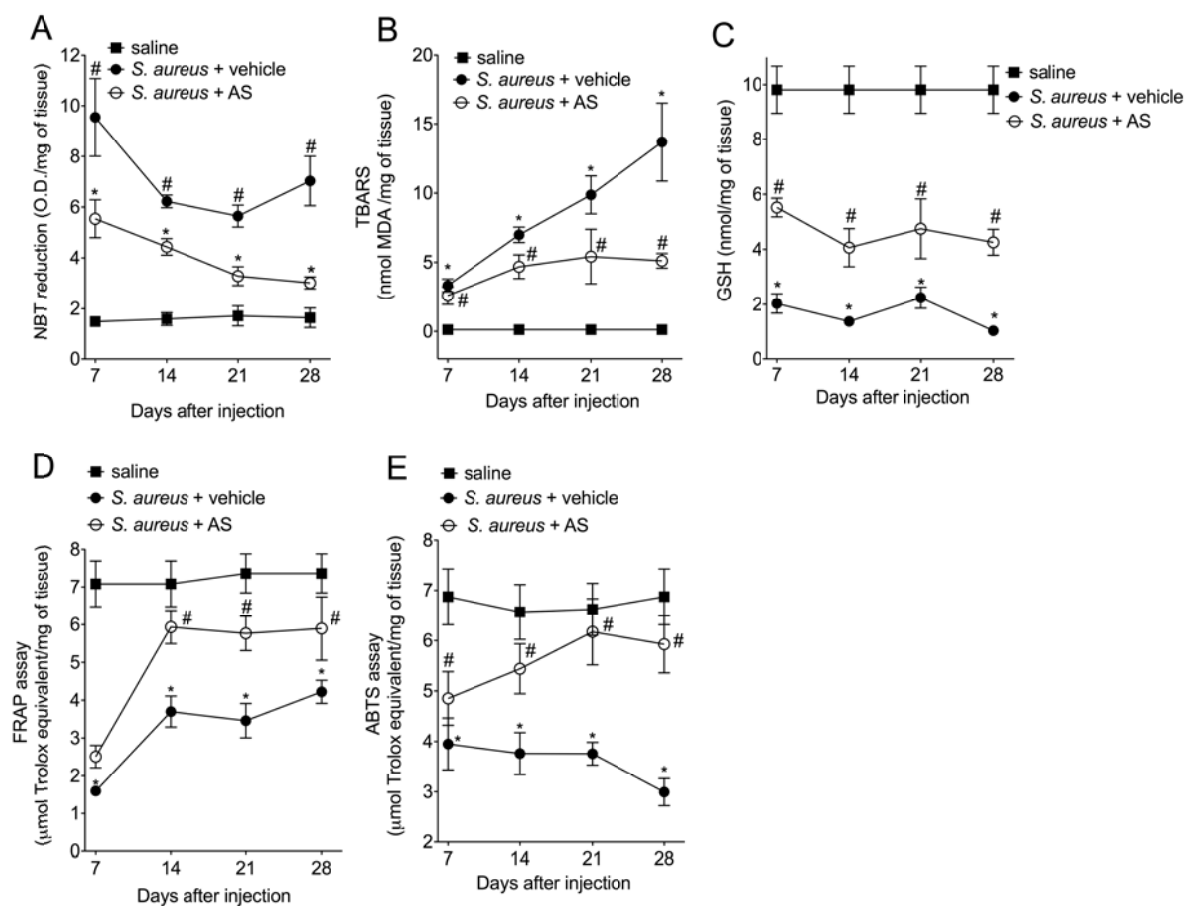 A
■ saline
● S. aureus + vehicle
○ S. aureus + AS
NBT reduction (O.D./mg of tissue)
12
10
8
6
4
2
0
#
#
#
#
*
*
*
*
7 14 21 28
Days after injection
B
■ saline
● S. aureus + vehicle
○ S. aureus + AS
TBARS
(nmol MDA /mg of tissue)
20
15
10
5
0
*
*
*
*
#
#
#
#
7 14 21 28
Days after injection
C
■ saline
● S. aureus + vehicle
○ S. aureus + AS
GSH (nmol/mg of tissue)
10
8
6
4
2
0
#
#
#
#
*
*
*
*
7 14 21 28
Days after injection
D
■ saline
● S. aureus + vehicle
○ S. aureus + AS
FRAP assay
(μmol Trolox equivalent/mg of tissue)
8
7
6
5
4
3
2
1
0
#
#
#
*
*
*
*
7 14 21 28
Days after injection
E
■ saline
● S. aureus + vehicle
○ S. aureus + AS
ABTS assay
(μmol Trolox equivalent/mg of tissue)
8
7
6
5
4
3
2
#
#
#
#
*
*
*
*
7 14 21 28
Days after injection